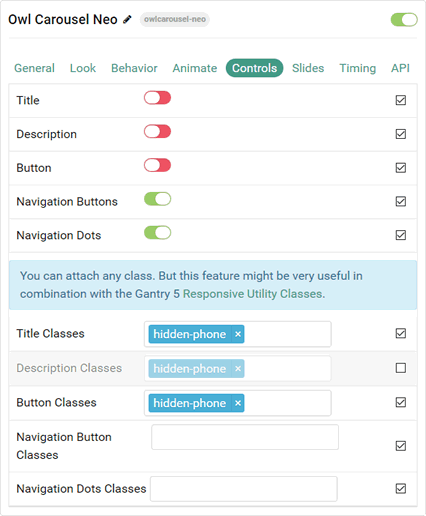 Owl Carousel Neo owlcarousel-neo
General Look Behavior Animate Controls Slides Timing API
Title
Description
Button
Navigation Buttons
Navigation Dots
You can attach any class. But this feature might be very useful in
combination with the Gantry 5 Responsive Utility Classes.
Title Classes hidden-phone ×
Description Classes hidden-phone ×
Button Classes hidden-phone ×
Navigation Button
Classes
Navigation Dots Classes